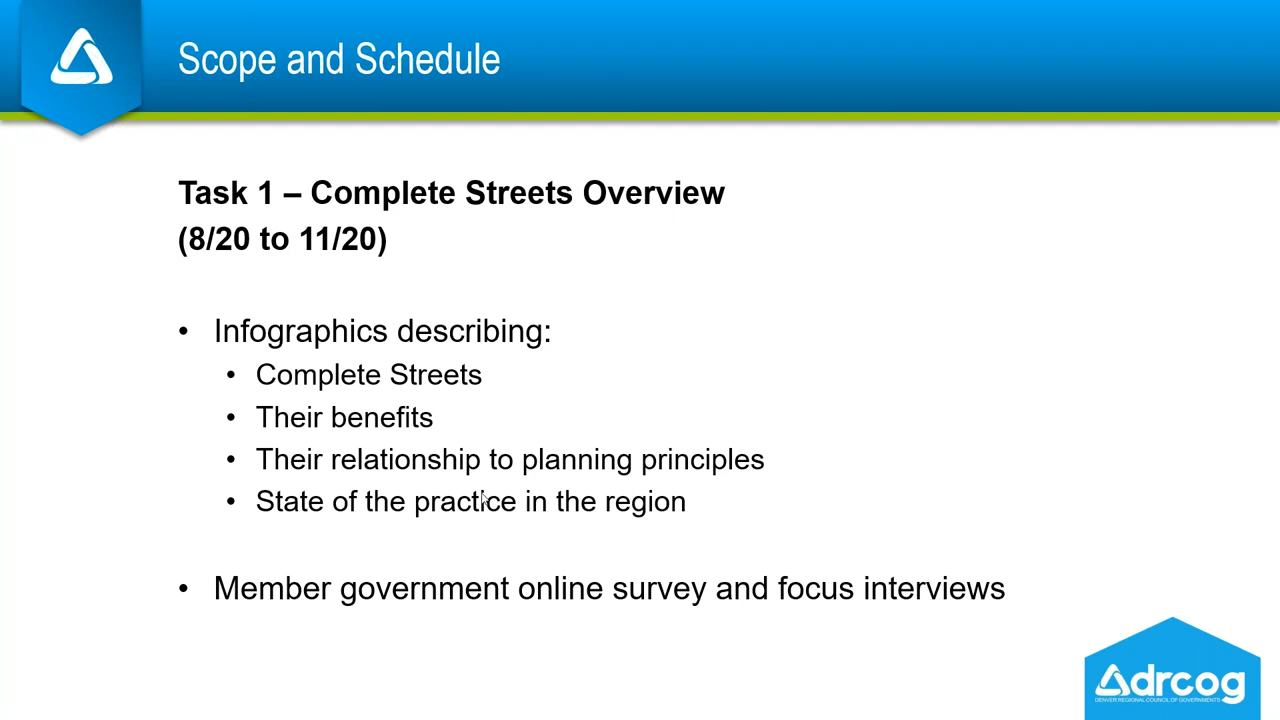 Scope and Schedule
Task 1 – Complete Streets Overview
(8/20 to 11/20)
• Infographics describing:
• Complete Streets
• Their benefits
• Their relationship to planning principles
• State of the practice in the region
• Member government online survey and focus interviews
drcog
DENVER REGIONAL COUNCIL OF GOVERNMENTS